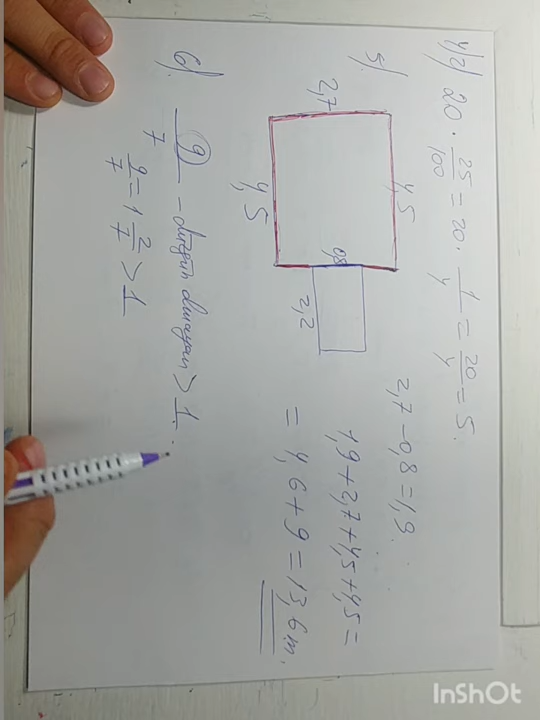 4/2/ 20 · 25/100 = 20 · 1/4 = 20/4 = 5.
5/.
2,7
4,5
4,5
0,8
2,2
2,7 - 0,8 = 1,9.
1,9 + 2,7 + 4,5 + 4,5 =
= 4,6 + 9 = 13,6 m.
6/. 9/7 - > 1.
9/7 = 1 2/7 > 1
InShOt